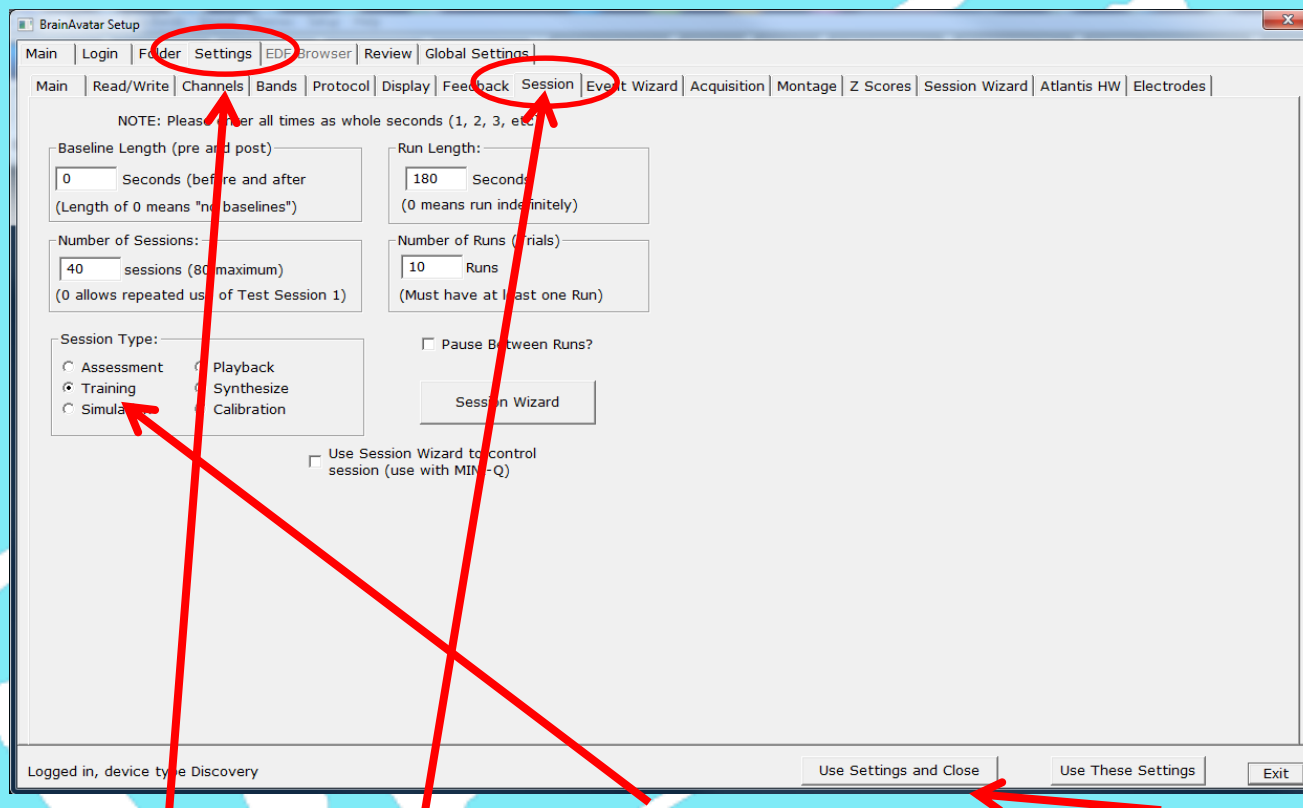 BrainAvatar Setup
Main Login Folder Settings EDF Browser Review Global Settings
Main Read/Write Channels Bands Protocol Display Feedback Session Event Wizard Acquisition Montage Z Scores Session Wizard Atlantis HW Electrodes
NOTE: Please enter all times as whole seconds (1, 2, 3, etc
Baseline Length (pre and post)
0 Seconds (before and after
(Length of 0 means "no baselines")
Run Length:
180 Seconds
(0 means run indefinitely)
Number of Sessions:
40 sessions (80 maximum)
(0 allows repeated use of Test Session 1)
Number of Runs (Trials)
10 Runs
(Must have at least one Run)
Session Type:
Assessment Playback
Training Synthesize
Calibration
Pause Between Runs?
Session Wizard
Use Session Wizard to control
session (use with MINI-Q)
Logged in, device type Discovery
Use Settings and Close
Use These Settings
Exit